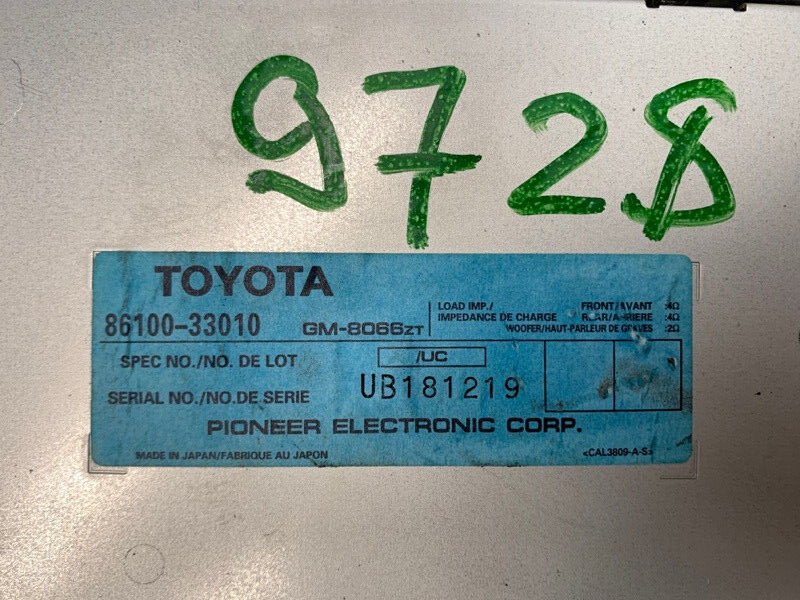 9728
TOYOTA
86100-33010 GM-8066ZT
LOAD IMP./ FRONT/AVANT :4Ω
IMPEDANCE DE CHARGE REAR/ARRIERE :4Ω
WOOFER/HAUT-PARLEUR DE GRAVES :2Ω
SPEC NO./NO. DE LOT /UC
SERIAL NO./NO.DE SERIE UB181219
PIONEER ELECTRONIC CORP.
MADE IN JAPAN/FABRIQUE AU JAPON <CAL3809-A-S>